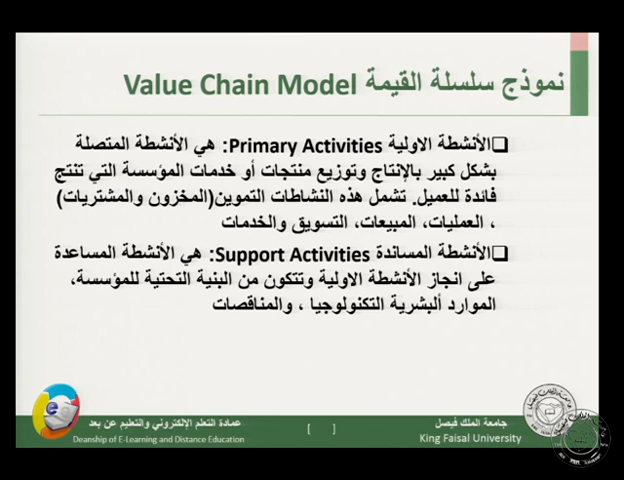 نموذج سلسلة القيمة Value Chain Model
الأنشطة الاولية Primary Activities: هي الأنشطة المتصلة
بشكل كبير بالإنتاج وتوزيع منتجات أو خدمات المؤسسة التي تنتج
فائدة للعميل. تشمل هذه النشاطات التموين(المخزون والمشتريات)
، العمليات، المبيعات، التسويق والخدمات
الأنشطة المساندة Support Activities: هي الأنشطة المساعدة
على انجاز الأنشطة الاولية وتتكون من البنية التحتية للمؤسسة،
الموارد ألبشرية التكنولوجيا ، والمناقصات
جامعة الملك فيصل
King Faisal University
[ ]
عمادة التعلم الإلكتروني والتعليم عن بعد
Deanship of E-Learning and Distance Education